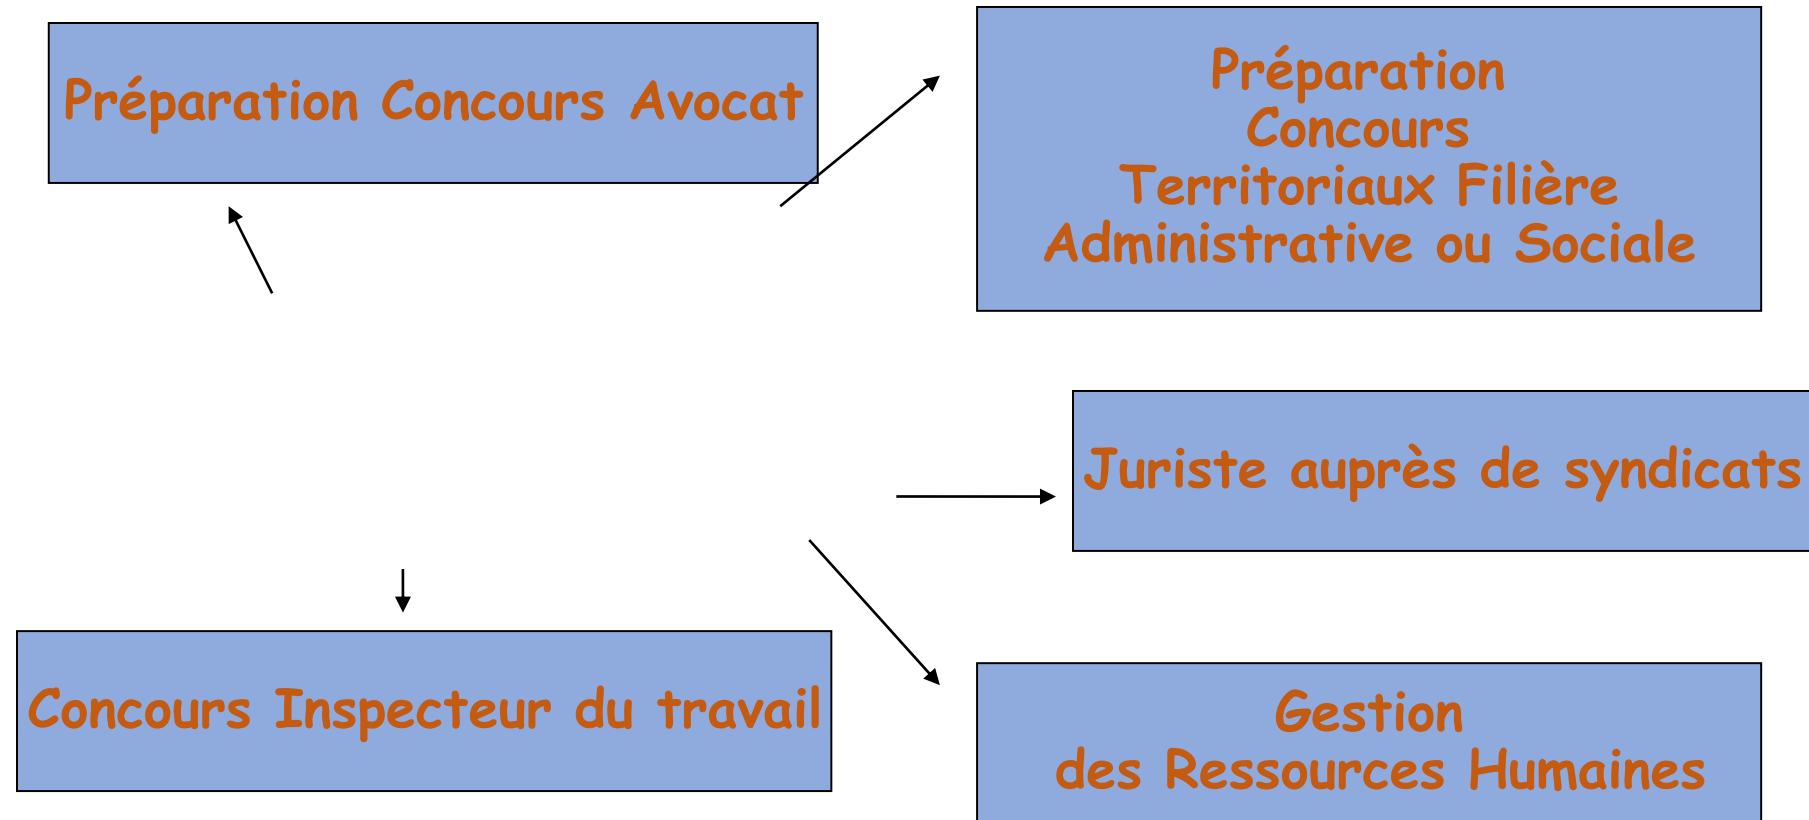 Préparation Concours Avocat
Préparation
Concours
Territoriaux Filière
Administrative ou Sociale
Juriste auprès de syndicats
Concours Inspecteur du travail
Gestion
des Ressources Humaines